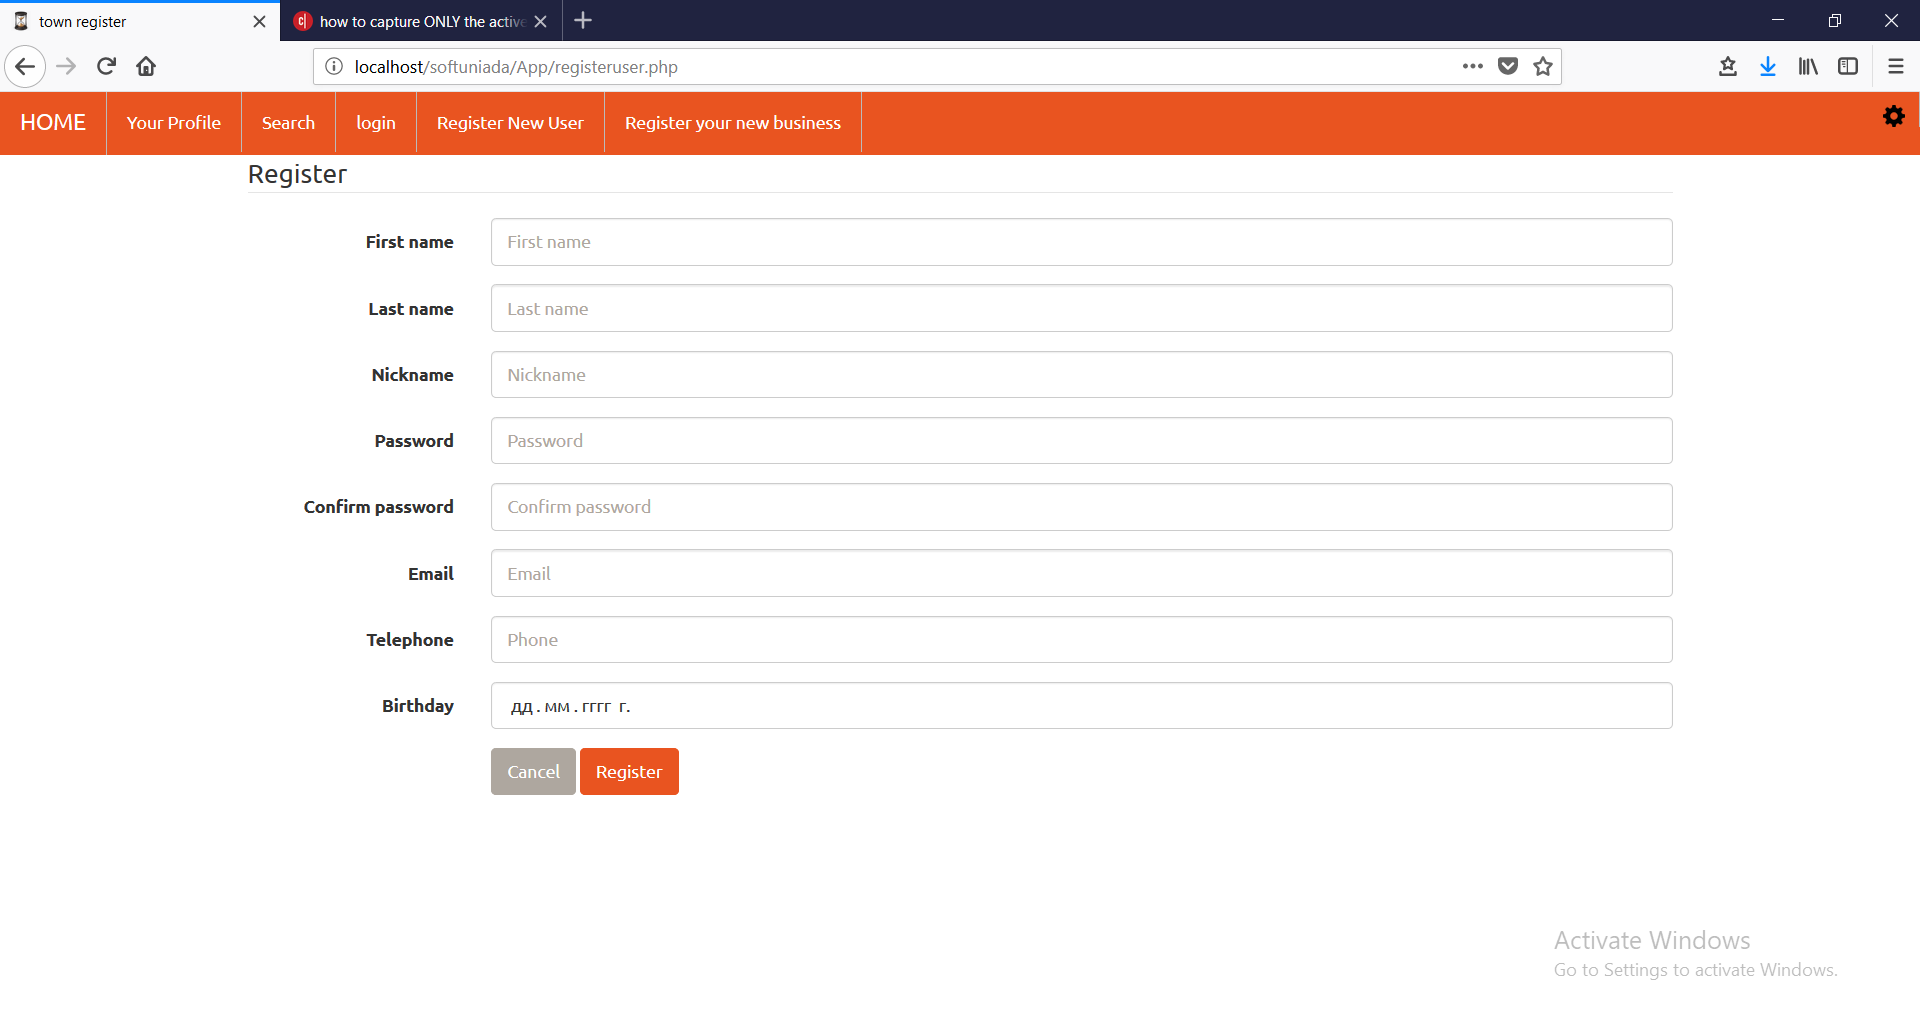 town register
how to capture ONLY the active
localhost/softuniada/App/registeruser.php
HOME
Your Profile
Search
login
Register New User
Register your new business
Register
First name
First name
Last name
Last name
Nickname
Nickname
Password
Password
Confirm password
Confirm password
Email
Email
Telephone
Phone
Birthday
дд . мм . гггг г.
Cancel
Register
Activate Windows
Go to Settings to activate Windows.